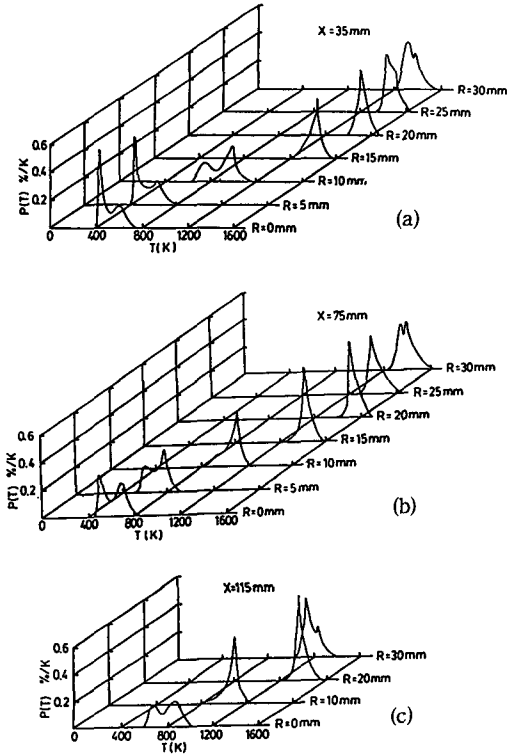 X=35mm
R=30mm
R=25mm
R=20mm
R=15mm
R=10mm
R=5mm
R=0mm
0.6
0.4
0.2
P(T) %/K
0 400 800 1200 1600
T(K)
(a)
X=75mm
R=30mm
R=25mm
R=20mm
R=15mm
R=10mm
R=5mm
R=0mm
0.6
0.4
0.2
P(T) %/K
0 400 800 1200 1600
T(K)
(b)
X=115mm
R=30mm
R=20mm
R=10mm
R=0mm
0.6
0.4
0.2
P(T) %/K
0 400 800 1200 1600
T(K)
(c)